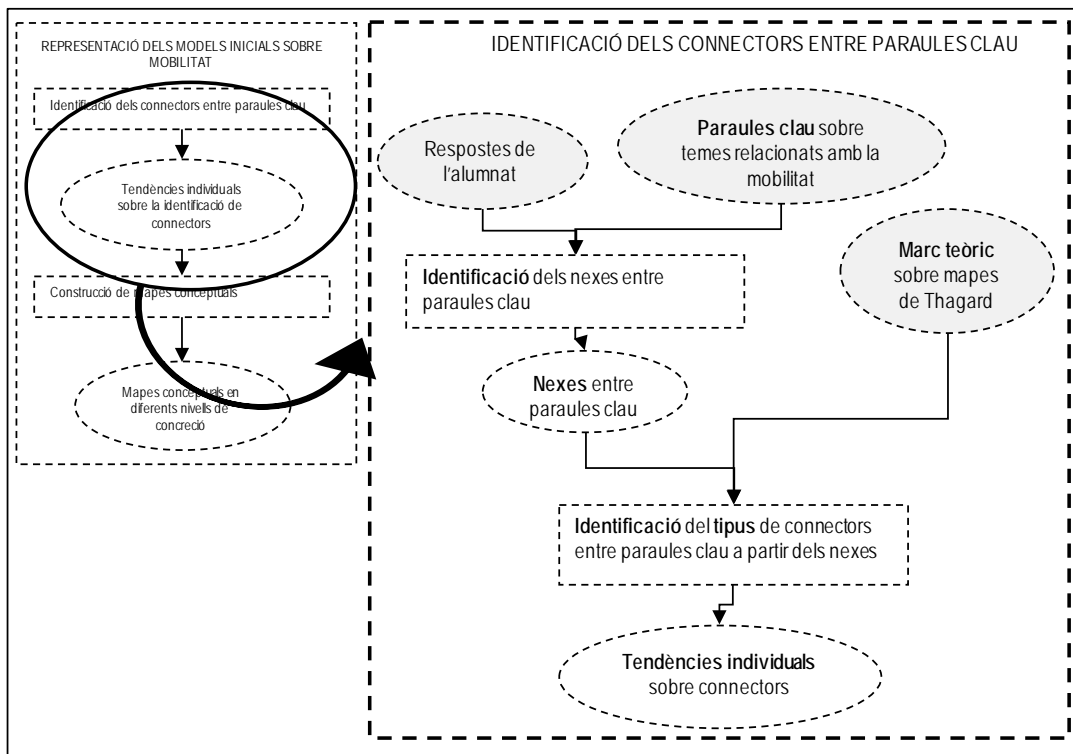 REPRESENTACIÓ DELS MODELS INICIALS SOBRE
MOBILITAT
Identificació dels connectors entre paraules clau
Tendències individuals
sobre la identificació de
connectors
Construcció de mapes conceptuals
Mapes conceptuals en
diferents nivells de
concreció
IDENTIFICACIÓ DELS CONNECTORS ENTRE PARAULES CLAU
Respostes de
l'alumnat
Paraules clau sobre
temes relacionats amb la
mobilitat
Marc teòric
sobre mapes
de Thagard
Identificació dels nexes entre
paraules clau
Nexes entre
paraules clau
Identificació del tipus de connectors
entre paraules clau a partir dels nexes
Tendències individuals
sobre connectors